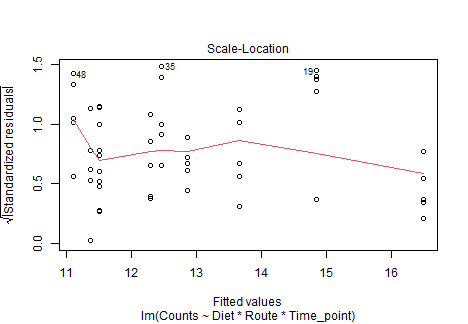 Scale-Location
√|Standardized residuals|
0.0 0.5 1.0 1.5
48
35
19
11 12 13 14 15 16
Fitted values
lm(Counts ~ Diet * Route * Time_point)